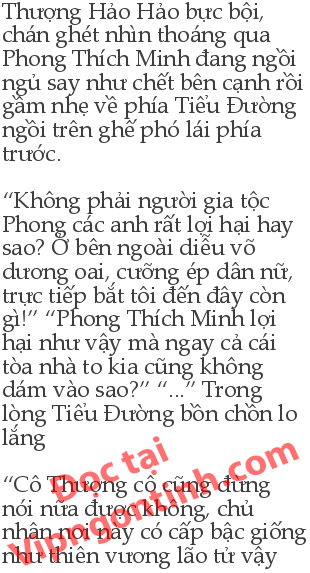 Thượng Hảo Hảo bực bội,
chán ghét nhìn thoáng qua
Phong Thích Minh đang ngồi
ngủ say như chết bên cạnh rồi
gầm nhẹ về phía Tiểu Đường
ngồi trên ghế phó lái phía
trước.

“Không phải người gia tộc
Phong các anh rất lợi hại hay
sao? Ở bên ngoài diễu võ
dương oai, cưỡng ép dân nữ,
trực tiếp bắt tôi đến đây còn
gì!” “Phong Thích Minh lợi
hại như vậy mà ngay cả cái
tòa nhà to kia cũng không
dám vào sao?” “...” Trong
lòng Tiểu Đường bồn chồn lo
lắng

“Cô Thượng cô cũng đừng
nói nữa được không, chủ
nhân nơi này có cấp bậc giống
như thiên vương lão tử vậy
Đọc tại
Vipngontinh.com